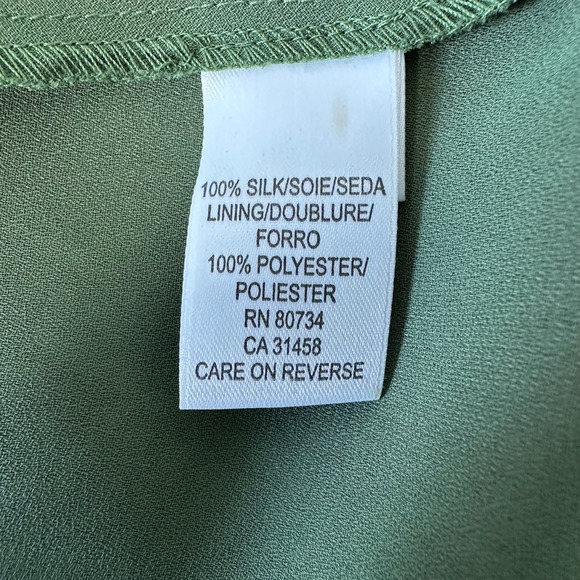 100% SILK/SOIE/SEDA
LINING/DOUBLURE/
FORRO
100% POLYESTER/
POLIESTER
RN 80734
CA 31458
CARE ON REVERSE